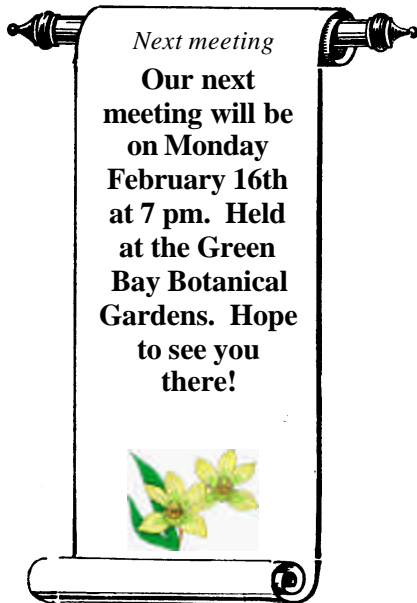 Next meeting
Our next
meeting will be
on Monday
February 16th
at 7 pm.  Held
at the Green
Bay Botanical
Gardens.  Hope
to see you
there!